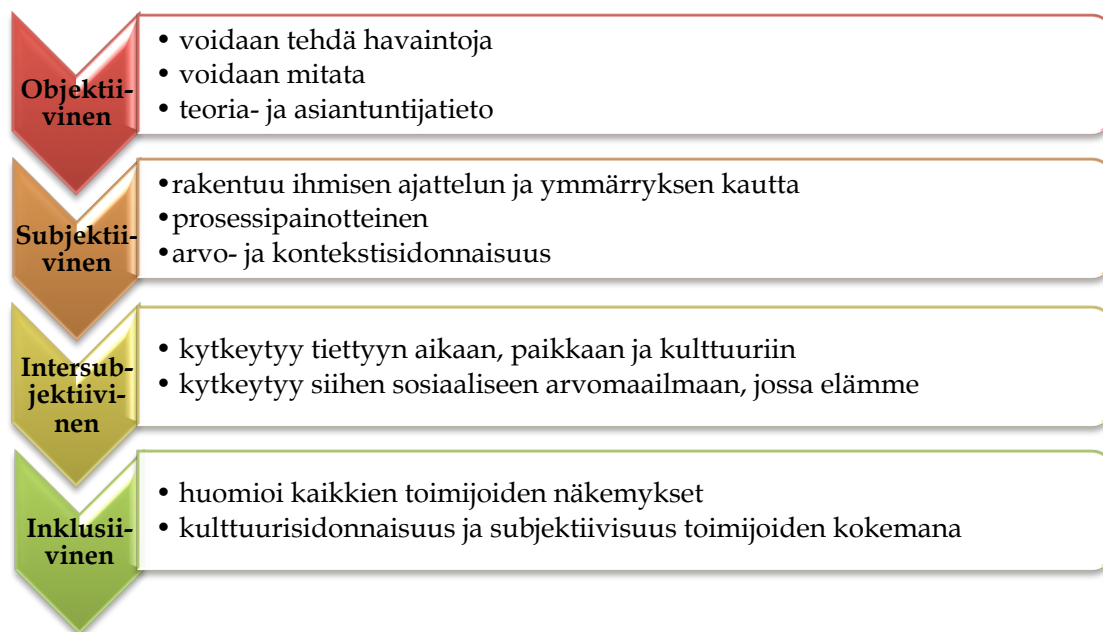 Objektii-
vinen
• voidaan tehdä havaintoja
• voidaan mitata
• teoria- ja asiantuntijatieto
Subjektii-
vinen
•rakentuu ihmisen ajattelun ja ymmärryksen kautta
•prosessipainotteinen
•arvo- ja kontekstisidonnaisuus
Intersub-
jektiivi-
nen
• kytkeytyy tiettyyn aikaan, paikkaan ja kulttuuriin
• kytkeytyy siihen sosiaaliseen arvomaailmaan, jossa elämme
Inklusii-
vinen
• huomioi kaikkien toimijoiden näkemykset
• kulttuurisidonnaisuus ja subjektiivisuus toimijoiden kokemana